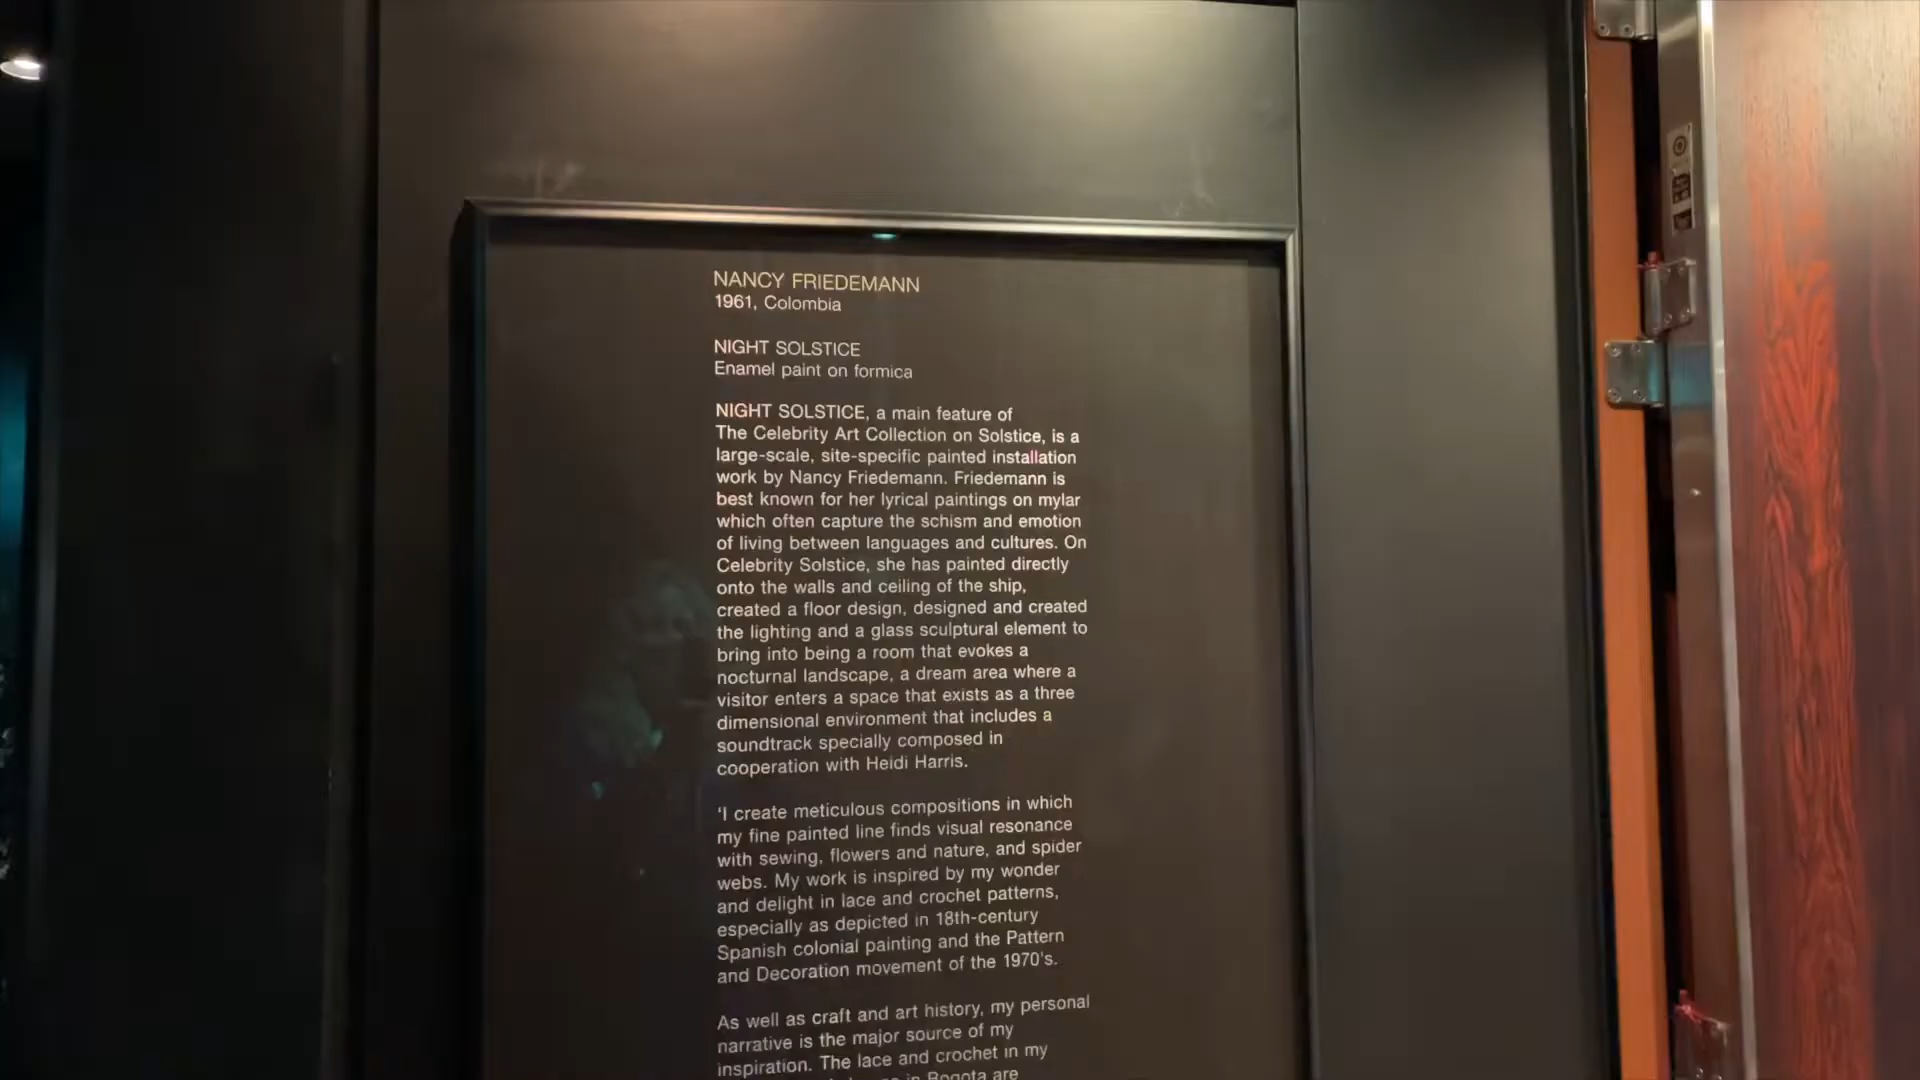 NANCY FRIEDEMANN
1961, Colombia
NIGHT SOLSTICE
Enamel paint on formica
NIGHT SOLSTICE, a main feature of
The Celebrity Art Collection on Solstice, is a
large-scale, site-specific painted installation
work by Nancy Friedemann. Friedemann is
best known for her lyrical paintings on mylar
which often capture the schism and emotion
of living between languages and cultures. On
Celebrity Solstice, she has painted directly
onto the walls and ceiling of the ship,
created a floor design, designed and created
the lighting and a glass sculptural element to
bring into being a room that evokes a
nocturnal landscape, a dream area where a
visitor enters a space that exists as a three
dimensional environment that includes a
soundtrack specially composed in
cooperation with Heidi Harris.
‘I create meticulous compositions in which
my fine painted line finds visual resonance
with sewing, flowers and nature, and spider
webs. My work is inspired by my wonder
and delight in lace and crochet patterns,
especially as depicted in 18th-century
Spanish colonial painting and the Pattern
and Decoration movement of the 1970's.
As well as craft and art history, my personal
narrative is the major source of my
inspiration. The lace and crochet in my
in Bogota are